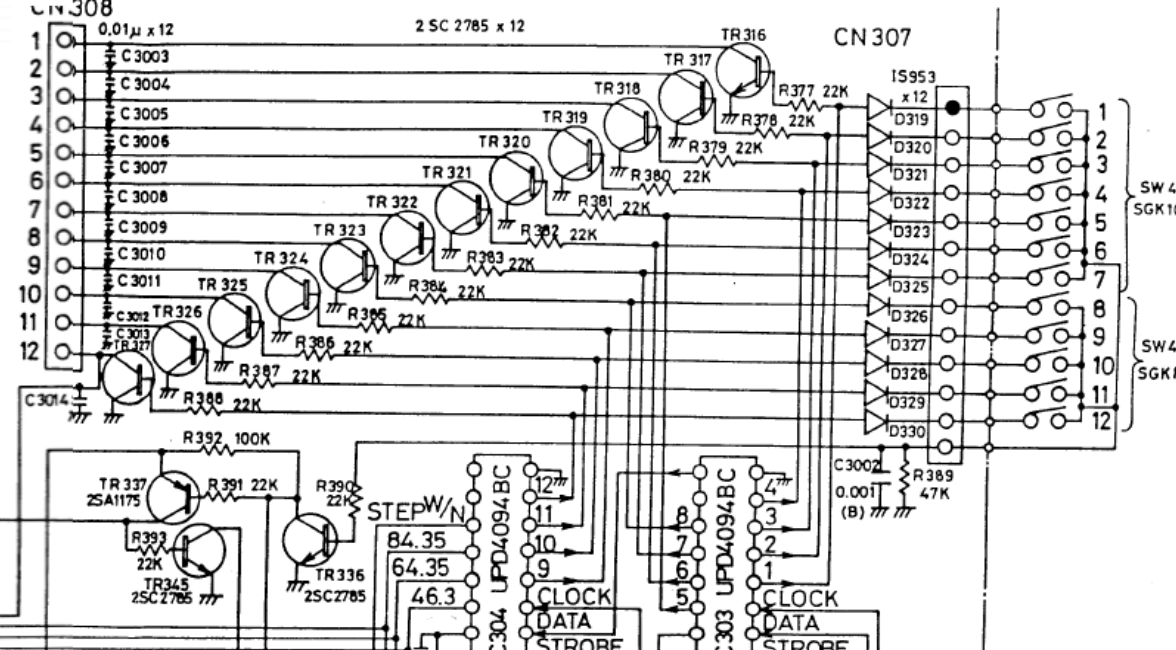 CN308
1
2
3
4
5
6
7
8
9
10
11
12
0.01µ x 12
C3003
C3004
C3005
C3006
C3007
C3008
C3009
C3010
C3011
C3012
C3013
C3014
2SC2785 x 12
TR316
TR317
TR318
TR319
TR320
TR321
TR322
TR323
TR324
TR325
TR326
TR327
R377 22K
R378 22K
R379 22K
R380 22K
R381 22K
R382 22K
R383 22K
R384 22K
R385 22K
R386 22K
R387 22K
R388 22K
CN307
IS953
x 12
D319
D320
D321
D322
D323
D324
D325
D326
D327
D328
D329
D330
1
2
3
4
5
6
7
8
9
10
11
12
SW4
SGK10
SW4
SGK
R392 100K
TR337
2SA1175
R391 22K
R393
22K
TR345
2SC2785
R390
22K
TR336
2SC2785
STEP W/N
84.35
64.35
46.3
C304 UPD4094BC
12
11
10
9
CLOCK
DATA
STROBE
8
7
6
5
C303 UPD4094BC
4
3
2
1
CLOCK
DATA
STROBE
C3002
0.001
(B)
R389
47K